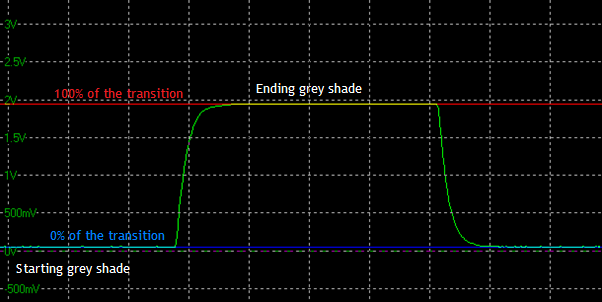 3V
2.5V
100% of the transition
Ending grey shade
2V
1.5V
1V
500mV
0% of the transition
0V
Starting grey shade
-500mV